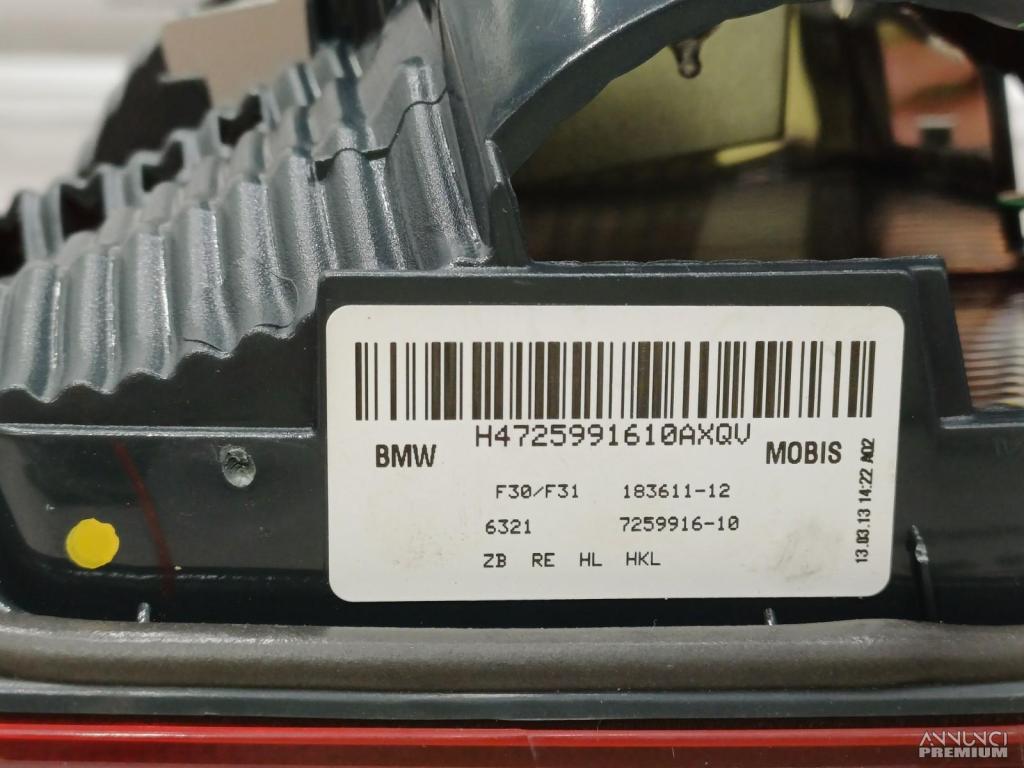 H4725991610AXQV
BMW
MOBIS
F30/F31 183611-12
6321 7259916-10
ZB RE HL HKL
13.03.13 14:22 A02
ANNUNCI
PREMIUM